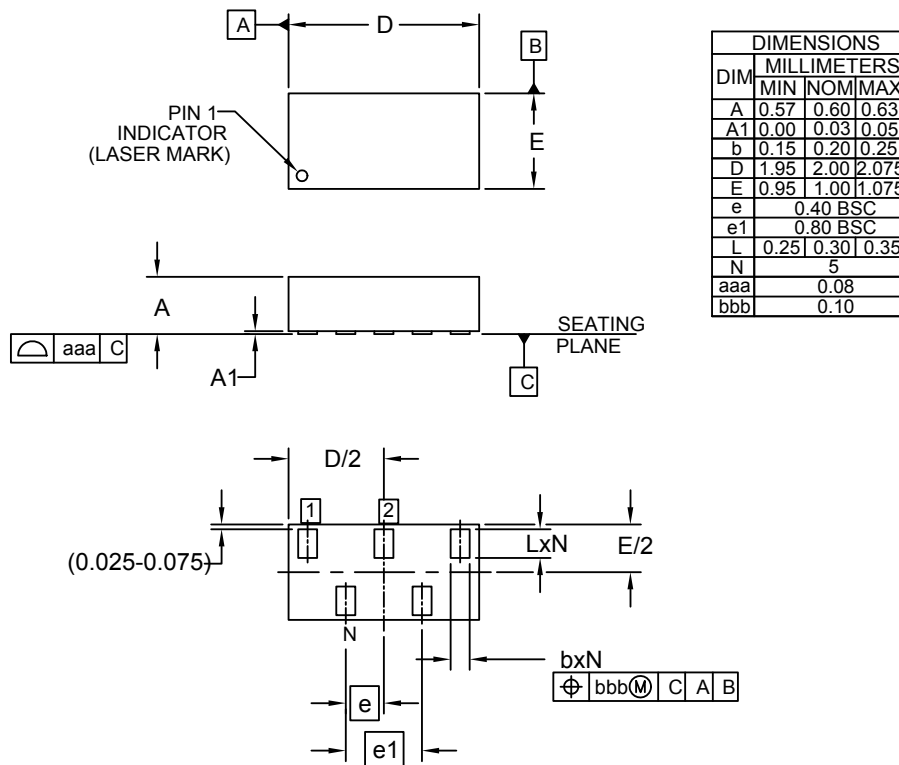 A
D
B
PIN 1
INDICATOR
(LASER MARK)
E
DIMENSIONS
DIM MILLIMETERS
MIN NOM MAX
A 0.57 0.60 0.63
A1 0.00 0.03 0.05
b 0.15 0.20 0.25
D 1.95 2.00 2.075
E 0.95 1.00 1.075
e 0.40 BSC
e1 0.80 BSC
L 0.25 0.30 0.35
N 5
aaa 0.08
bbb 0.10
A
SEATING
PLANE
aaa C
A1
C
D/2
1 2
(0.025-0.075)
LxN
E/2
N
bxN
⌖ bbbⓂ C A B
e
e1